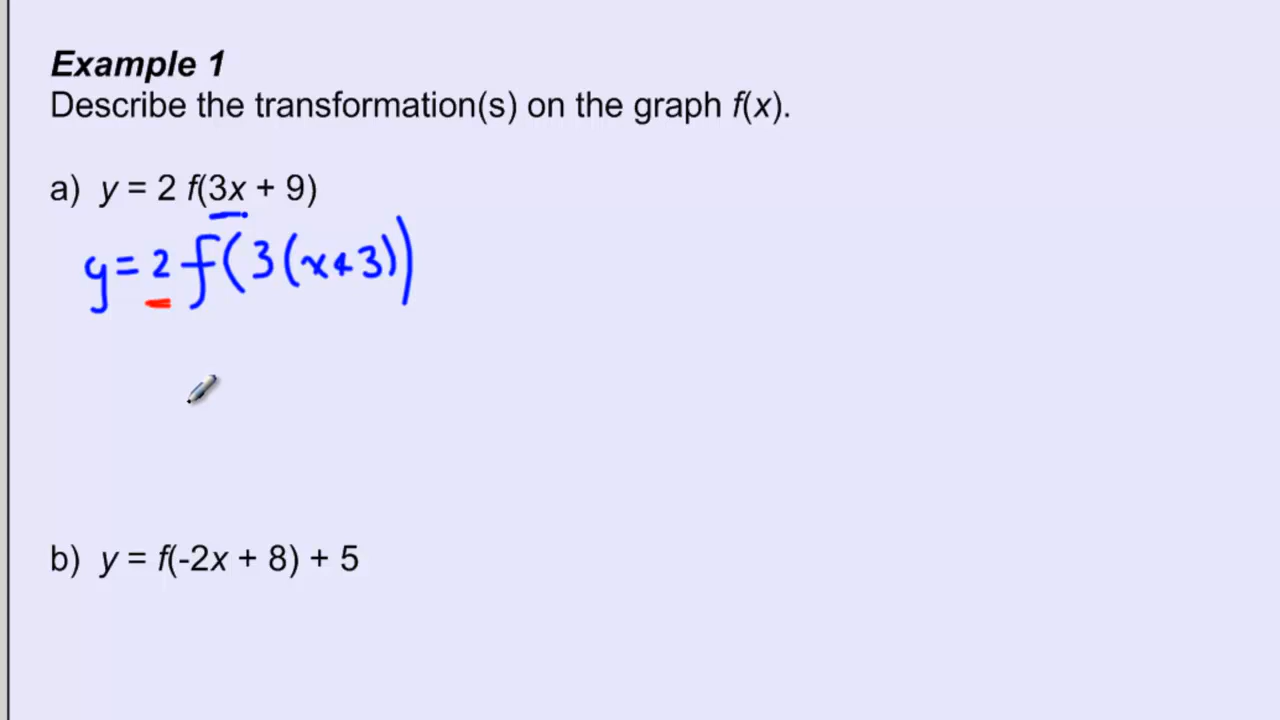 Example 1
Describe the transformation(s) on the graph f(x).
a) y = 2 f(3x + 9)
y = 2 f(3(x+3))
b) y = f(-2x + 8) + 5